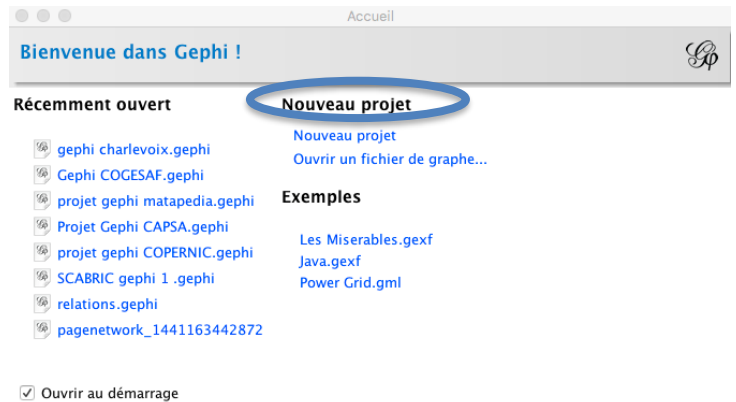 Accueil
Bienvenue dans Gephi !
Récemment ouvert
gephi charlevoix.gephi
Gephi COGESAF.gephi
projet gephi matapedia.gephi
Projet Gephi CAPSA.gephi
projet gephi COPERNIC.gephi
SCABRIC gephi 1 .gephi
relations.gephi
pagenetwork_1441163442872
Nouveau projet
Nouveau projet
Ouvrir un fichier de graphe...
Exemples
Les Miserables.gexf
Java.gexf
Power Grid.gml
Ouvrir au démarrage